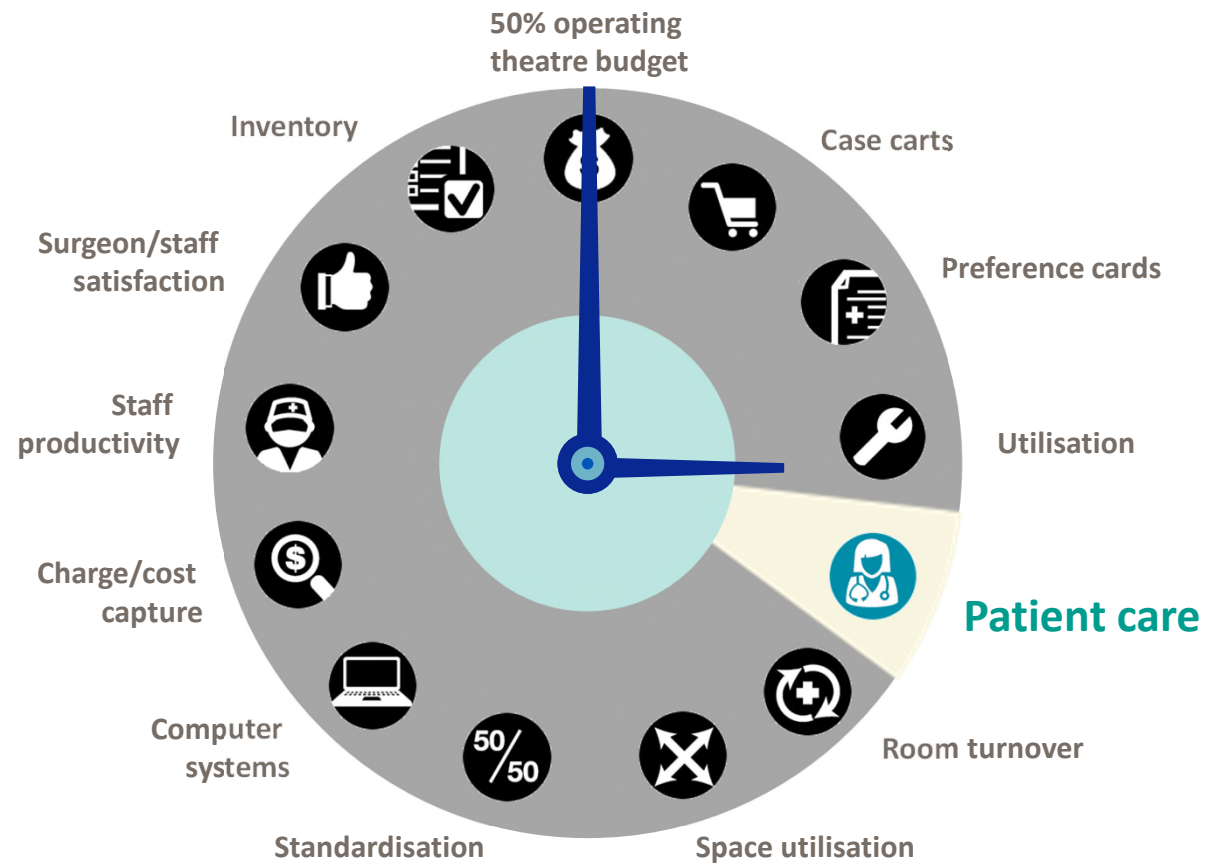 50% operating
theatre budget
Case carts
Preference cards
Utilisation
Patient care
Room turnover
Space utilisation
Standardisation
50/50
Computer
systems
$
Charge/cost
capture
Staff
productivity
Surgeon/staff
satisfaction
Inventory
$